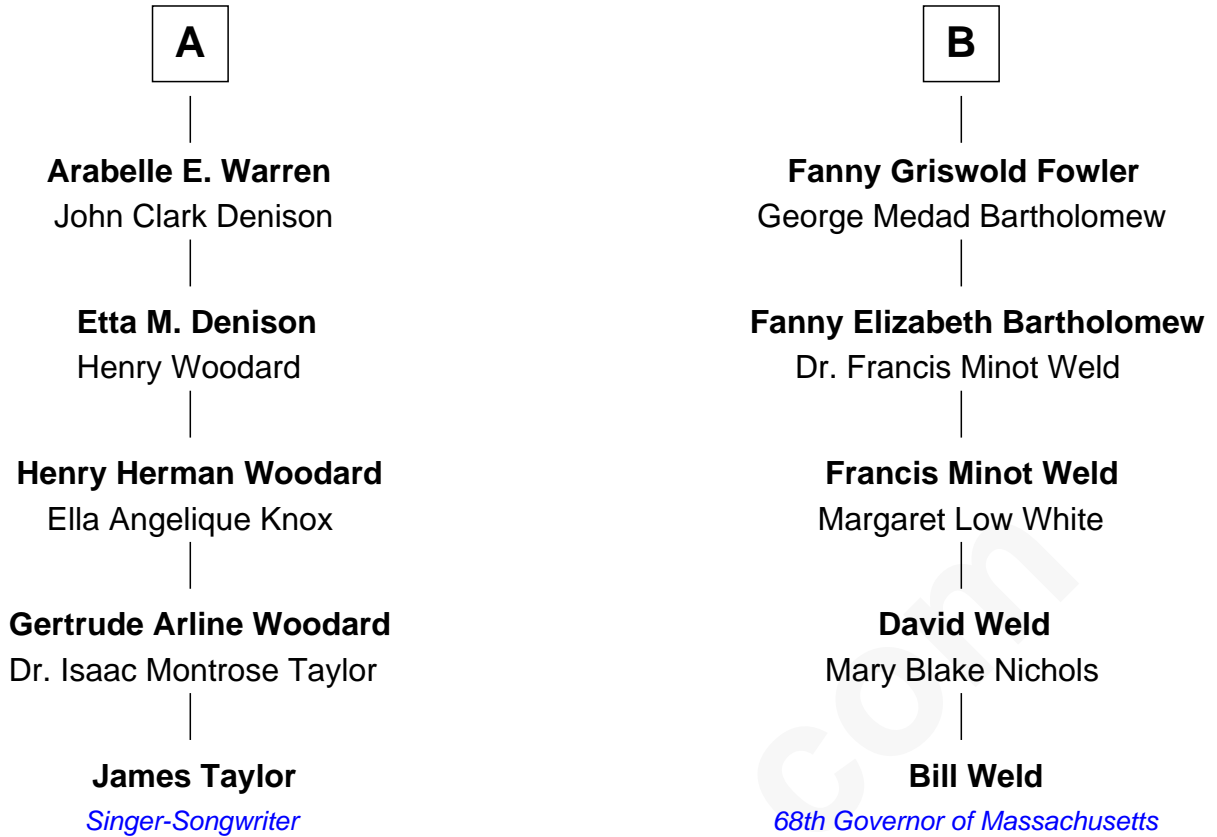 A
Arabelle E. Warren
John Clark Denison
Etta M. Denison
Henry Woodard
Henry Herman Woodard
Ella Angelique Knox
Gertrude Arline Woodard
Dr. Isaac Montrose Taylor
James Taylor
Singer-Songwriter
B
Fanny Griswold Fowler
George Medad Bartholomew
Fanny Elizabeth Bartholomew
Dr. Francis Minot Weld
Francis Minot Weld
Margaret Low White
David Weld
Mary Blake Nichols
Bill Weld
68th Governor of Massachusetts
com